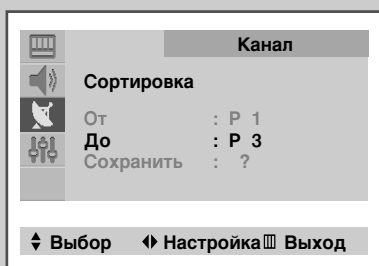 Канал
Сортировка
От : P 1
До : P 3
Сохранить : ?
Выбор Настройка Выход